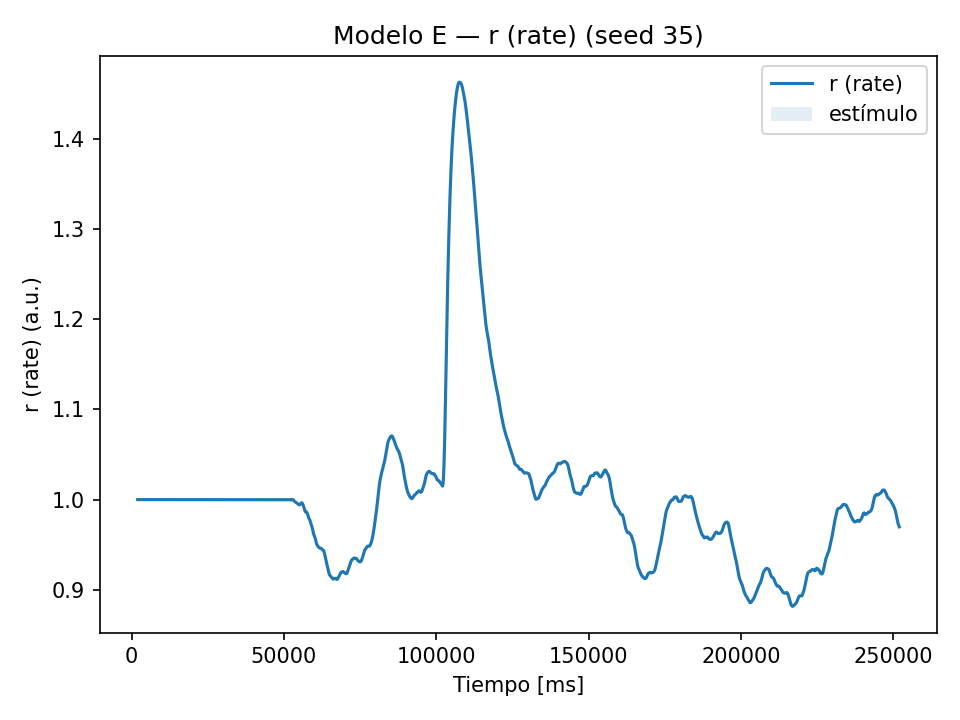 Modelo E — r (rate) (seed 35)
r (rate)
estímulo
1.4
1.3
1.2
1.1
1.0
0.9
r (rate) (a.u.)
0
50000
100000
150000
200000
250000
Tiempo [ms]